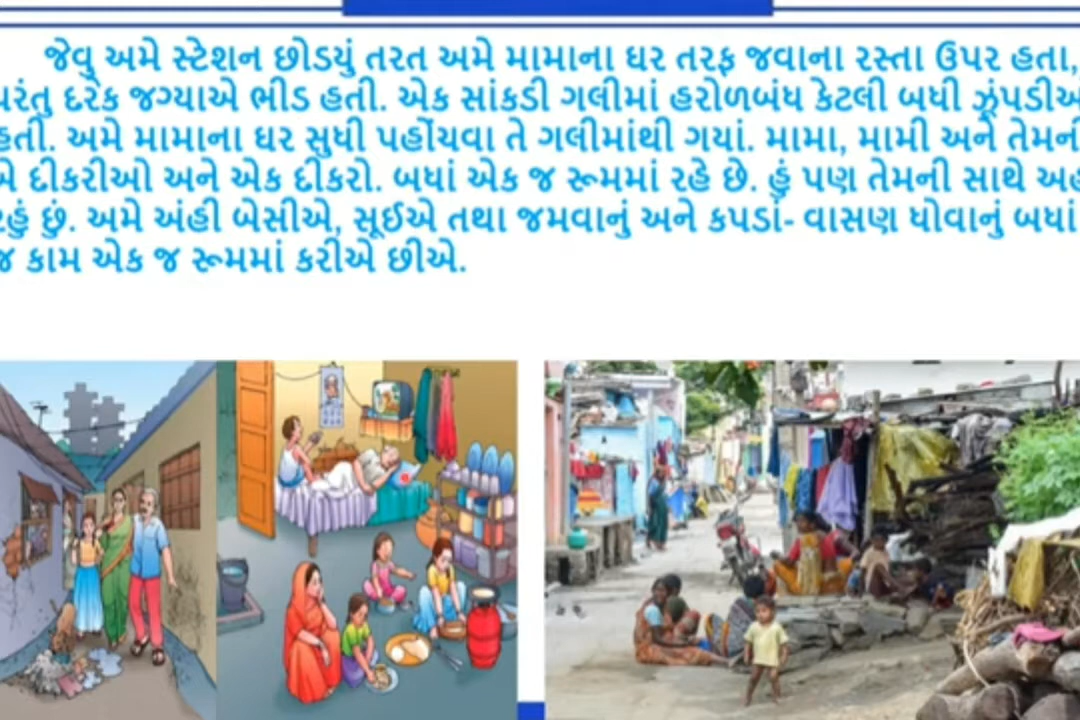 જેવુ અમે સ્ટેશન છોડયું તરત અમે મામાના ઘર તરફ જવાના રસ્તા ઉપર હતા,
પરંતુ દરેક જગ્યાએ ભીડ હતી. એક સાંકડી ગલીમાં હરોળબંધ કેટલી બધી ઝૂંપડીઓ
હતી. અમે મામાના ઘર સુધી પહોંચવા તે ગલીમાંથી ગયાં. મામા, મામી અને તેમની
બે દીકરીઓ અને એક દીકરો. બધાં એક જ રૂમમાં રહે છે. હું પણ તેમની સાથે અહીં
રહું છું. અમે અંહી બેસીએ, સૂઈએ તથા જમવાનું અને કપડાં- વાસણ ધોવાનું બધાં
જ કામ એક જ રૂમમાં કરીએ છીએ.